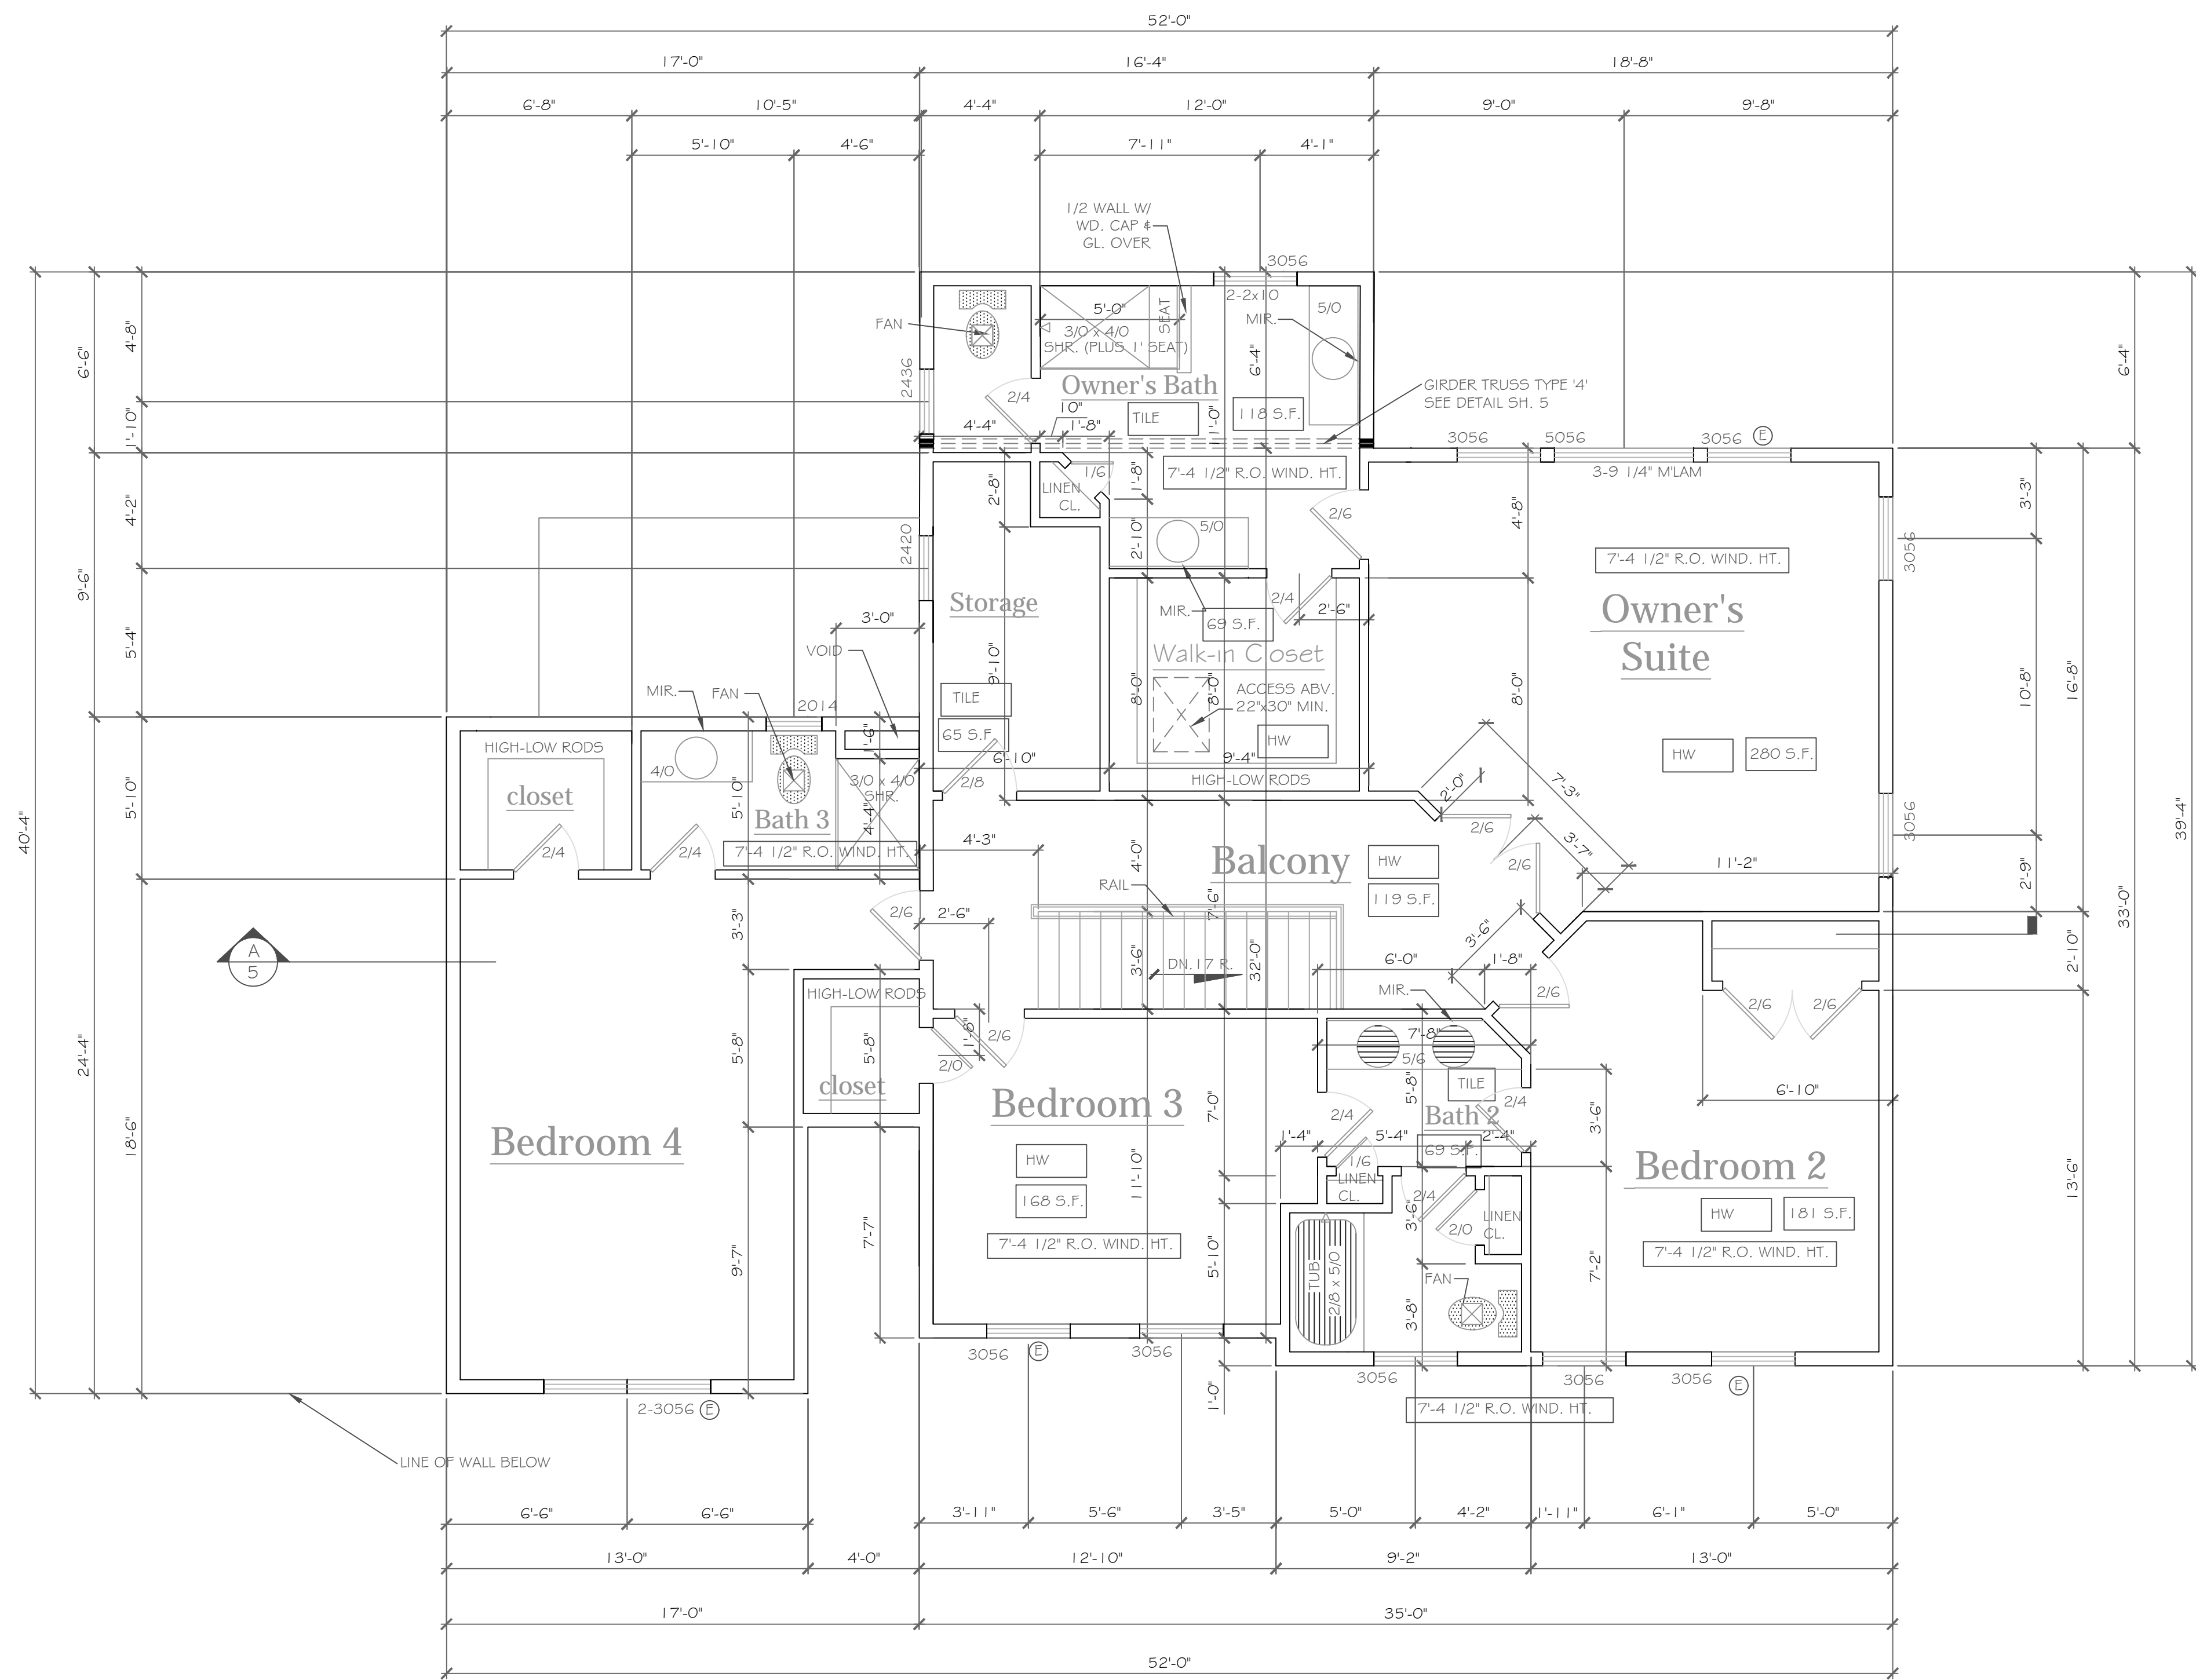 52'-0"
17'-0" 16'-4" 18'-8"
6'-8" 10'-5" 4'-4" 12'-0" 9'-0" 9'-8"
5'-10" 4'-6" 7'-11" 4'-1"
1/2 WALL W/
WD. CAP &
GL. OVER
3056
2-2x10
FAN
5'-0"
3/0 x 4/0
SHR. (PLUS 1' SEAT)
SEAT
MIR.
5/0
6'-4"
4'-8"
6'-6"
1'-10"
2436
2/4
Owner's Bath
TILE
118 S.F.
10"
4'-4" 1'-8"
11'-0"
GIRDER TRUSS TYPE '4'
SEE DETAIL SH. 5
6'-4"
3056 5056 3056 E
3-9 1/4" M'LAM
7'-4 1/2" R.O. WIND. HT.
1/6
LINEN
CL.
2'-8"
1'-8"
2'-10"
5/0
2/6
4'-8"
3'-3"
3056
4'-2"
9'-6"
5'-4"
2420
Storage
3'-0"
VOID
9'-10"
TILE
65 S.F.
MIR.
69 S.F.
2/4
2'-6"
Walk-in Closet
ACCESS ABV.
22"x30" MIN.
HW
8'-0"
8'-0"
8'-0"
7'-4 1/2" R.O. WIND. HT.
Owner's
Suite
HW
280 S.F.
10'-8"
16'-8"
MIR.
FAN
2014
HIGH-LOW RODS
4/0
closet
2/4
2/4
5'-10"
5'-10"
Bath 3
1'-6"
3/0 x 4/0
SHR.
4'-4"
7'-4 1/2" R.O. WIND. HT.
2/8
6'-10"
9'-4"
HIGH-LOW RODS
2'-0"
7'-3"
2/6
3'-7"
2/6
11'-2"
3056
2'-9"
40'-4"
39'-4"
33'-0"
4'-3"
4'-0"
Balcony
HW
119 S.F.
RAIL
7'-6"
2/6
2'-6"
3'-3"
A
5
3'-6"
DN. 17 R.
32'-0"
3'-6"
6'-0" 1'-8"
MIR.
2/6
2/6 2/6
2'-10"
HIGH-LOW RODS
1'-8"
2/6
2/0
5'-8"
5'-8"
closet
24'-4"
18'-6"
Bedroom 4
9'-7"
7'-7"
Bedroom 3
HW
168 S.F.
7'-4 1/2" R.O. WIND. HT.
11'-10"
7'-0"
5'-10"
7'-8"
5/6
5'-8"
TILE
2/4
2/4
Bath 2
69 S.F.
1'-4" 5'-4" 2'-4"
1/6
LINEN
CL.
2/4
3'-6"
2/0
LINEN
CL.
TUB
2/8 x 5/0
FAN
3'-8"
3'-6"
7'-2"
6'-10"
Bedroom 2
HW
181 S.F.
7'-4 1/2" R.O. WIND. HT.
13'-6"
3056 E
3056
1'-0"
3056
3056
3056 E
7'-4 1/2" R.O. WIND. HT.
2-3056 E
LINE OF WALL BELOW
6'-6" 6'-6" 3'-11" 5'-6" 3'-5" 5'-0" 4'-2" 1'-11" 6'-1" 5'-0"
13'-0" 4'-0" 12'-10" 9'-2" 13'-0"
17'-0" 35'-0"
52'-0"